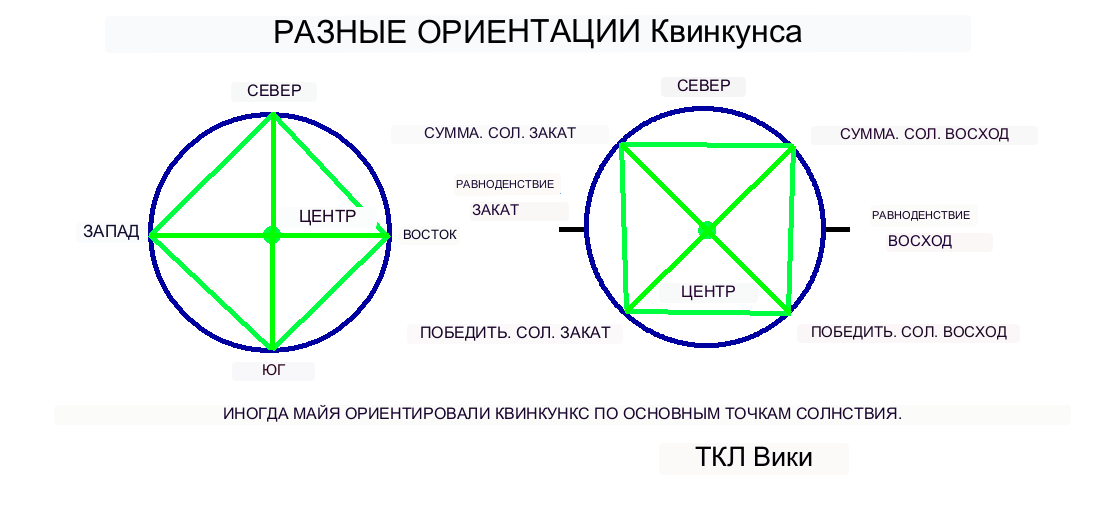 РАЗНЫЕ ОРИЕНТАЦИИ Квинкунса
СЕВЕР
ЗАПАД
ЦЕНТР
ВОСТОК
ЮГ
СЕВЕР
СУММА. СОЛ. ЗАКАТ
СУММА. СОЛ. ВОСХОД
РАВНОДЕНСТВИЕ
ЗАКАТ
РАВНОДЕНСТВИЕ
ВОСХОД
ЦЕНТР
ПОБЕДИТЬ. СОЛ. ЗАКАТ
ПОБЕДИТЬ. СОЛ. ВОСХОД
ИНОГДА МАЙЯ ОРИЕНТИРОВАЛИ КВИНКУНКС ПО ОСНОВНЫМ ТОЧКАМ СОЛНСТВИЯ.
ТКЛ Вики